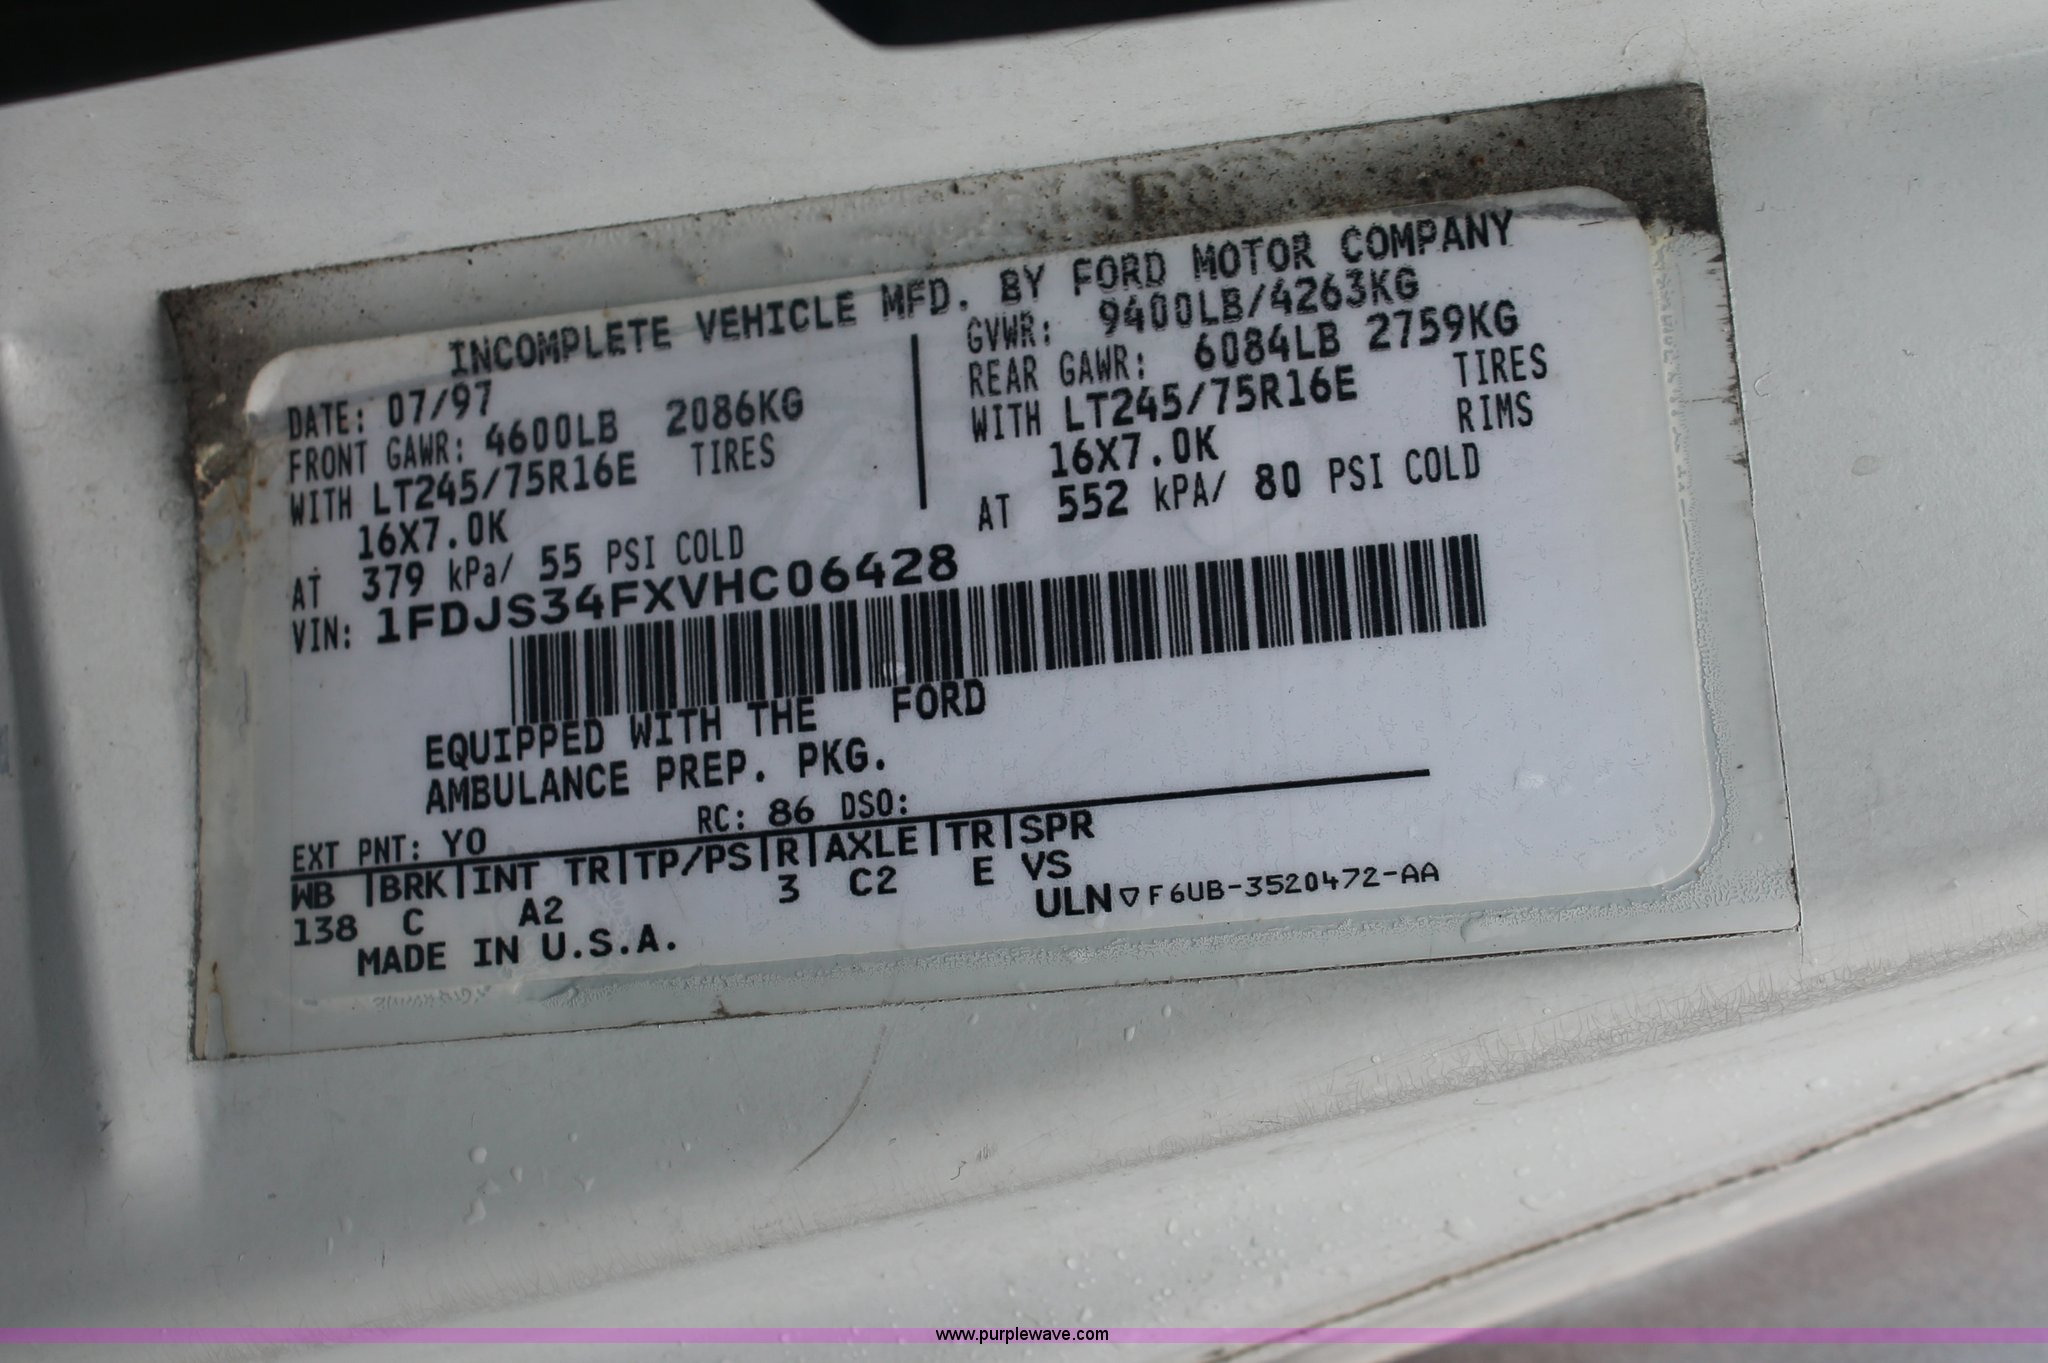 INCOMPLETE VEHICLE MFD. BY FORD MOTOR COMPANY
DATE: 07/97
GVWR: 9400LB/4263KG
FRONT GAWR: 4600LB 2086KG
REAR GAWR: 6084LB 2759KG
WITH LT245/75R16E TIRES
WITH LT245/75R16E TIRES
16X7.0K
16X7.0K RIMS
AT 379 kPa/ 55 PSI COLD
AT 552 kPA/ 80 PSI COLD
VIN: 1FDJS34FXVHC06428
EQUIPPED WITH THE FORD
AMBULANCE PREP. PKG.
EXT PNT: YO RC: 86 DSO:
WB |BRK|INT TR|TP/PS|R|AXLE|TR|SPR
138 C A2 3 C2 E VS
MADE IN U.S.A.
ULN ▽ F6UB-3520472-AA
www.purplewave.com